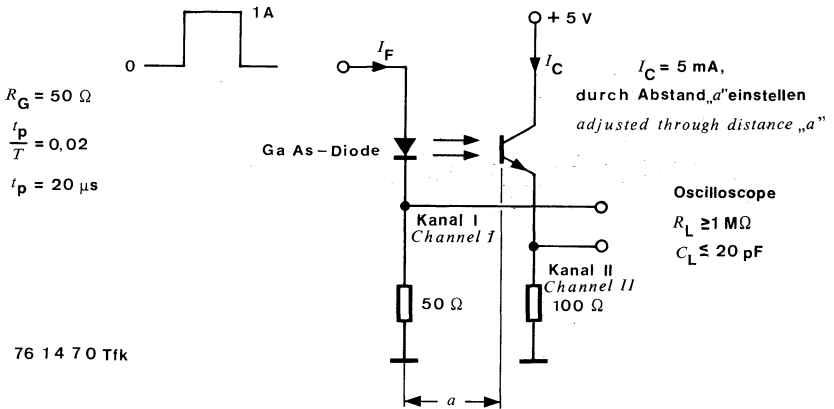 1 A
0
I_F
+ 5 V
I_C
R_G = 50 Ω
t_p/T = 0,02
t_p = 20 µs
Ga As – Diode
I_C = 5 mA,
durch Abstand „a" einstellen
adjusted through distance „a"
Kanal I
Channel I
Kanal II
Channel II
Oscilloscope
R_L ≥ 1 MΩ
C_L ≤ 20 pF
50 Ω
100 Ω
76 14 70 Tfk
a